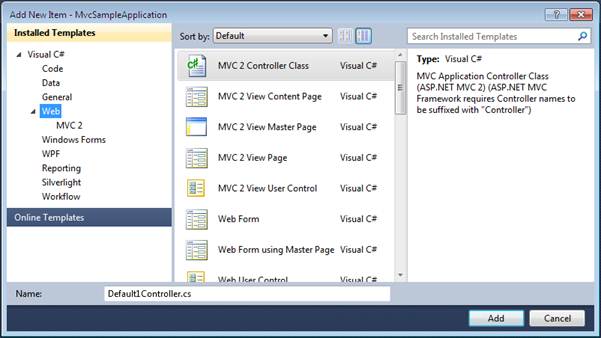 Add New Item - MvcSampleApplication
Installed Templates
Visual C#
Code
Data
General
Web
MVC 2
Windows Forms
WPF
Reporting
Silverlight
Workflow
Online Templates
Sort by: Default
MVC 2 Controller Class Visual C#
MVC 2 View Content Page Visual C#
MVC 2 View Master Page Visual C#
MVC 2 View Page Visual C#
MVC 2 View User Control Visual C#
Web Form Visual C#
Web Form using Master Page Visual C#
Web User Control Visual C#
Search Installed Templates
Type: Visual C#
MVC Application Controller Class
(ASP.NET MVC 2) (ASP.NET MVC
Framework requires Controller names to
be suffixed with "Controller")
Name: Default1Controller.cs
Add Cancel